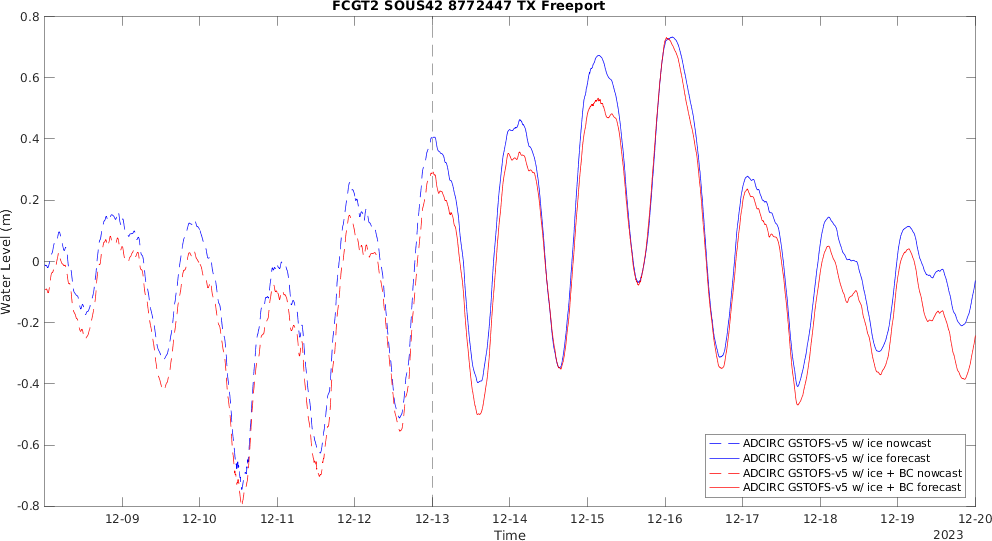 FCGT2 SOUS42 8772447 TX Freeport
0.8
0.6
0.4
0.2
0
-0.2
-0.4
-0.6
-0.8
Water Level (m)
ADCIRC GSTOFS-v5 w/ ice nowcast
ADCIRC GSTOFS-v5 w/ ice forecast
ADCIRC GSTOFS-v5 w/ ice + BC nowcast
ADCIRC GSTOFS-v5 w/ ice + BC forecast
12-09 12-10 12-11 12-12 12-13 12-14 12-15 12-16 12-17 12-18 12-19 12-20
Time
2023